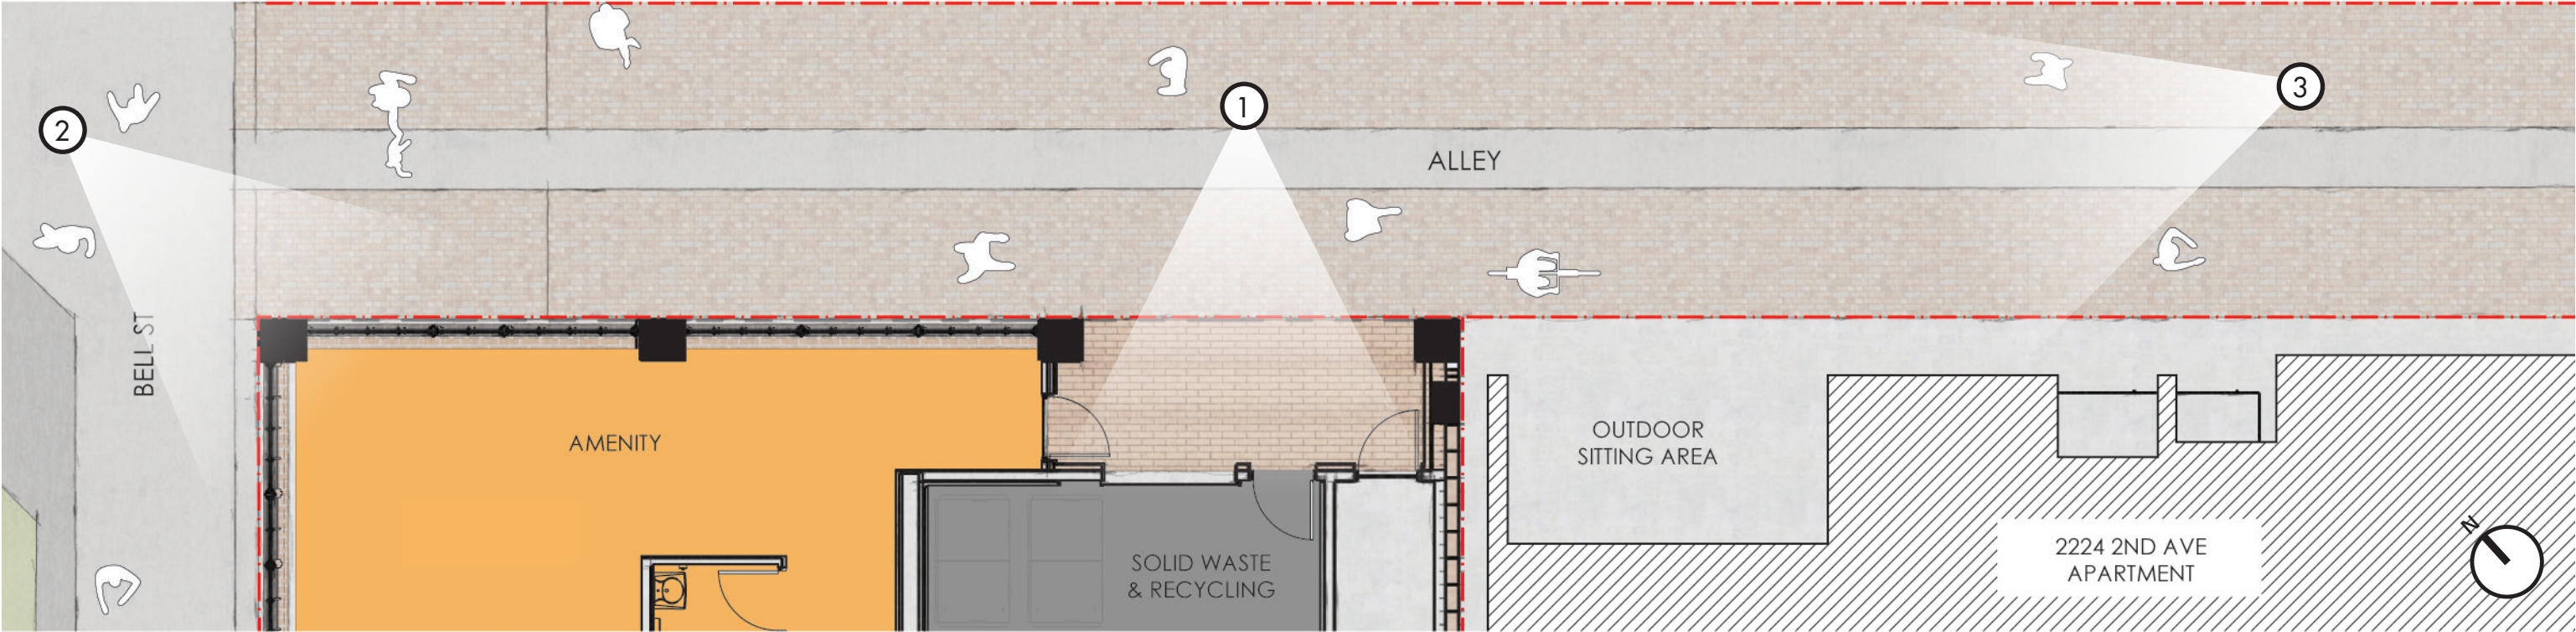 2
1
3
ALLEY
BELL ST
AMENITY
OUTDOOR
SITTING AREA
SOLID WASTE
& RECYCLING
2224 2ND AVE
APARTMENT
N